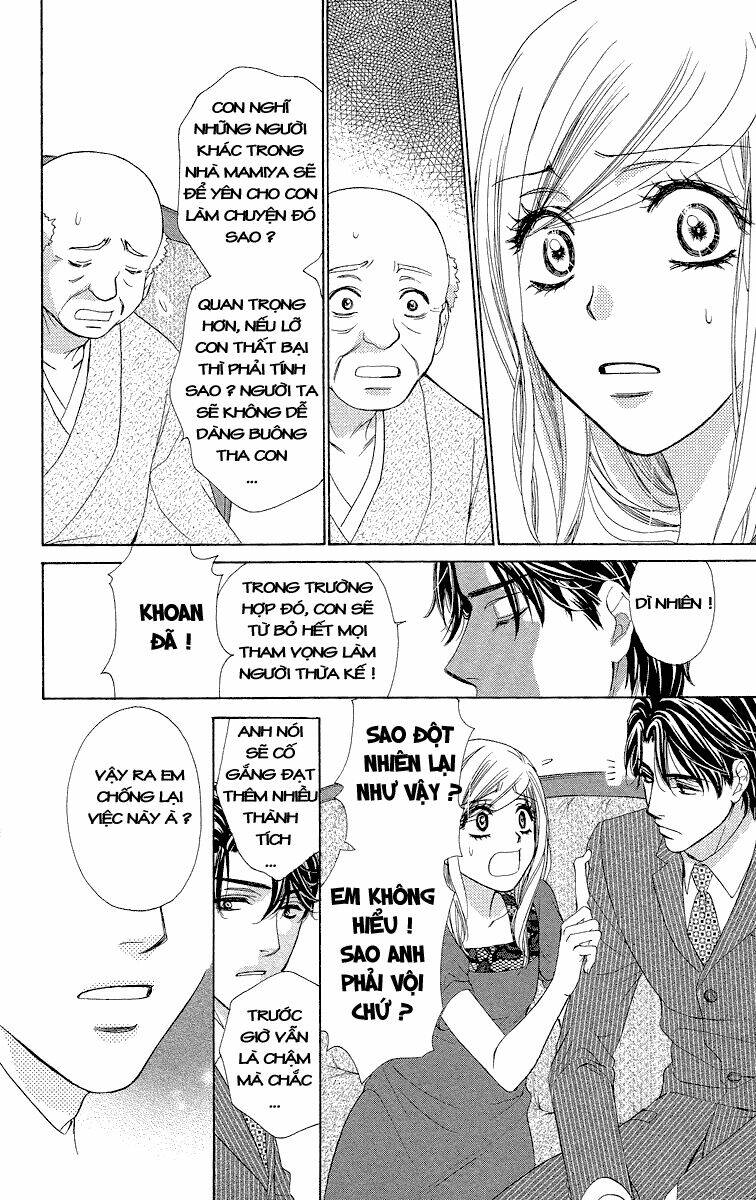 CON NGHĨ
NHỮNG NGƯỜI
KHÁC TRONG
NHÀ MAMIYA SẼ
ĐỂ YÊN CHO CON
LÀM CHUYỆN ĐÓ
SAO ?
QUAN TRỌNG
HƠN, NẾU LỠ
CON THẤT BẠI
THÌ PHẢI TÍNH
SAO ? NGƯỜI TA
SẼ KHÔNG DỄ
DÀNG BUÔNG
THA CON
...
DĨ NHIÊN !
TRONG TRƯỜNG
HỢP ĐÓ, CON SẼ
TỪ BỎ HẾT MỌI
THAM VỌNG LÀM
NGƯỜI THỪA KẾ !
KHOAN
ĐÃ !
SAO ĐỘT
NHIÊN LẠI
NHƯ VẬY ?
EM KHÔNG
HIỂU !
SAO ANH
PHẢI VỘI
CHỨ ?
ANH NÓI
SẼ CỐ
GẮNG ĐẠT
THÊM NHIỀU
THÀNH
TÍCH
...
TRƯỚC
GIỜ VẪN
LÀ CHẬM
MÀ CHẮC
...
VẬY RA EM
CHỐNG LẠI
VIỆC NÀY À ?